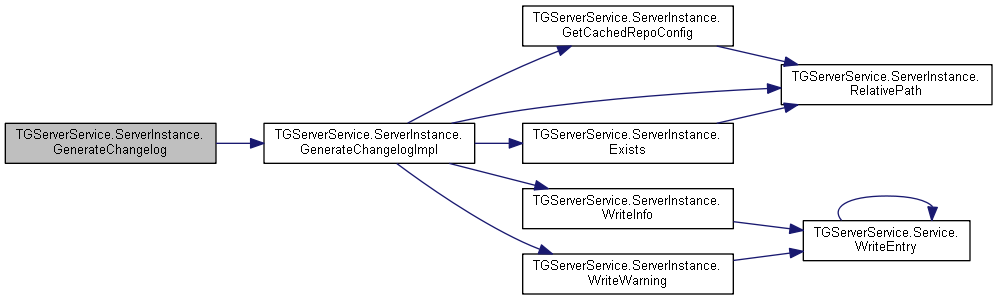 TGServerService.ServerInstance.
GenerateChangelog
TGServerService.ServerInstance.
GenerateChangelogImpl
TGServerService.ServerInstance.
GetCachedRepoConfig
TGServerService.ServerInstance.
RelativePath
TGServerService.ServerInstance.
Exists
TGServerService.ServerInstance.
WriteInfo
TGServerService.Service.
WriteEntry
TGServerService.ServerInstance.
WriteWarning